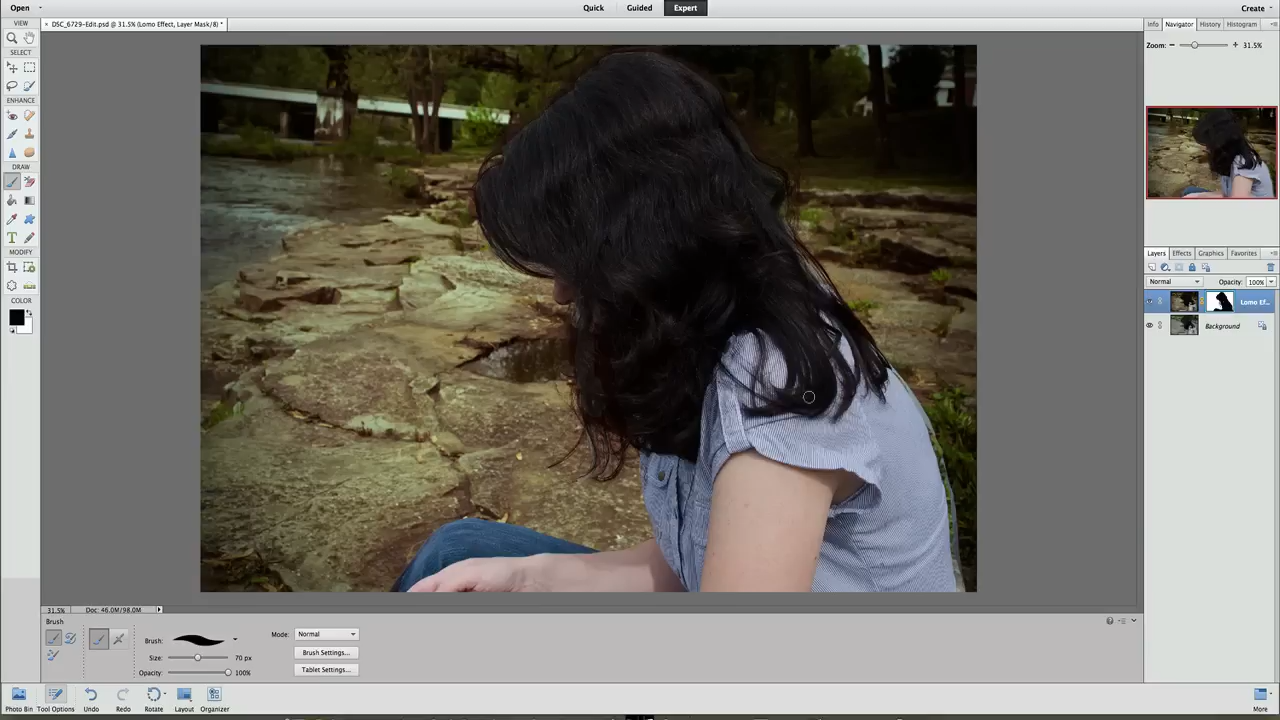 Open Quick Guided Expert Create
DSC_6729-Edit.psd @ 31.5% (Lomo Effect, Layer Mask/8) *
Info Navigator History Histogram
VIEW
Zoom: 31.5%
SELECT
ENHANCE
DRAW
MODIFY
COLOR
Layers Effects Graphics Favorites
Normal Opacity: 100%
Lomo Ef...
Background
31.5% Doc: 46.0M/98.0M
Brush
Brush: Mode: Normal
Brush Settings...
Size: 70 px
Tablet Settings...
Opacity: 100%
Photo Bin Tool Options Undo Redo Rotate Layout Organizer More